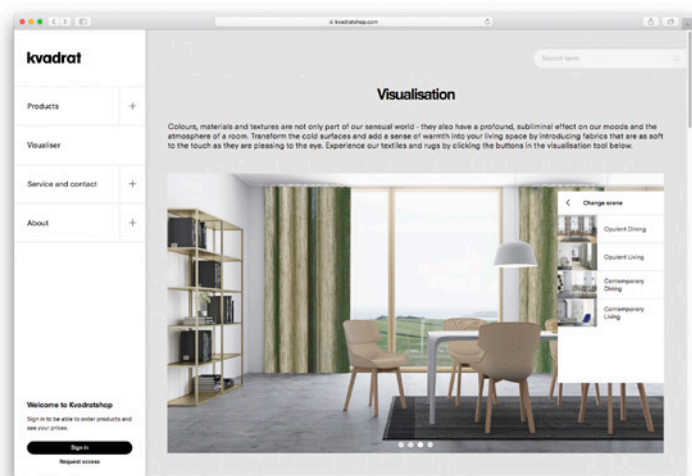 kvadratshop.com
kvadrat
Search term
Products +
Visualiser
Service and contact +
About +
Visualisation
Colours, materials and textures are not only part of our sensual world - they also have a profound, subliminal effect on our moods and the
atmosphere of a room. Transform the cold surfaces and add a sense of warmth into your living space by introducing fabrics that are as soft
to the touch as they are pleasing to the eye. Experience our textiles and rugs by clicking the buttons in the visualisation tool below.
Change scene
Opulent Dining
Opulent Living
Contemporary
Dining
Contemporary
Living
Welcome to Kvadratshop
Sign in to be able to order products and
see your prices.
Sign in
Request access